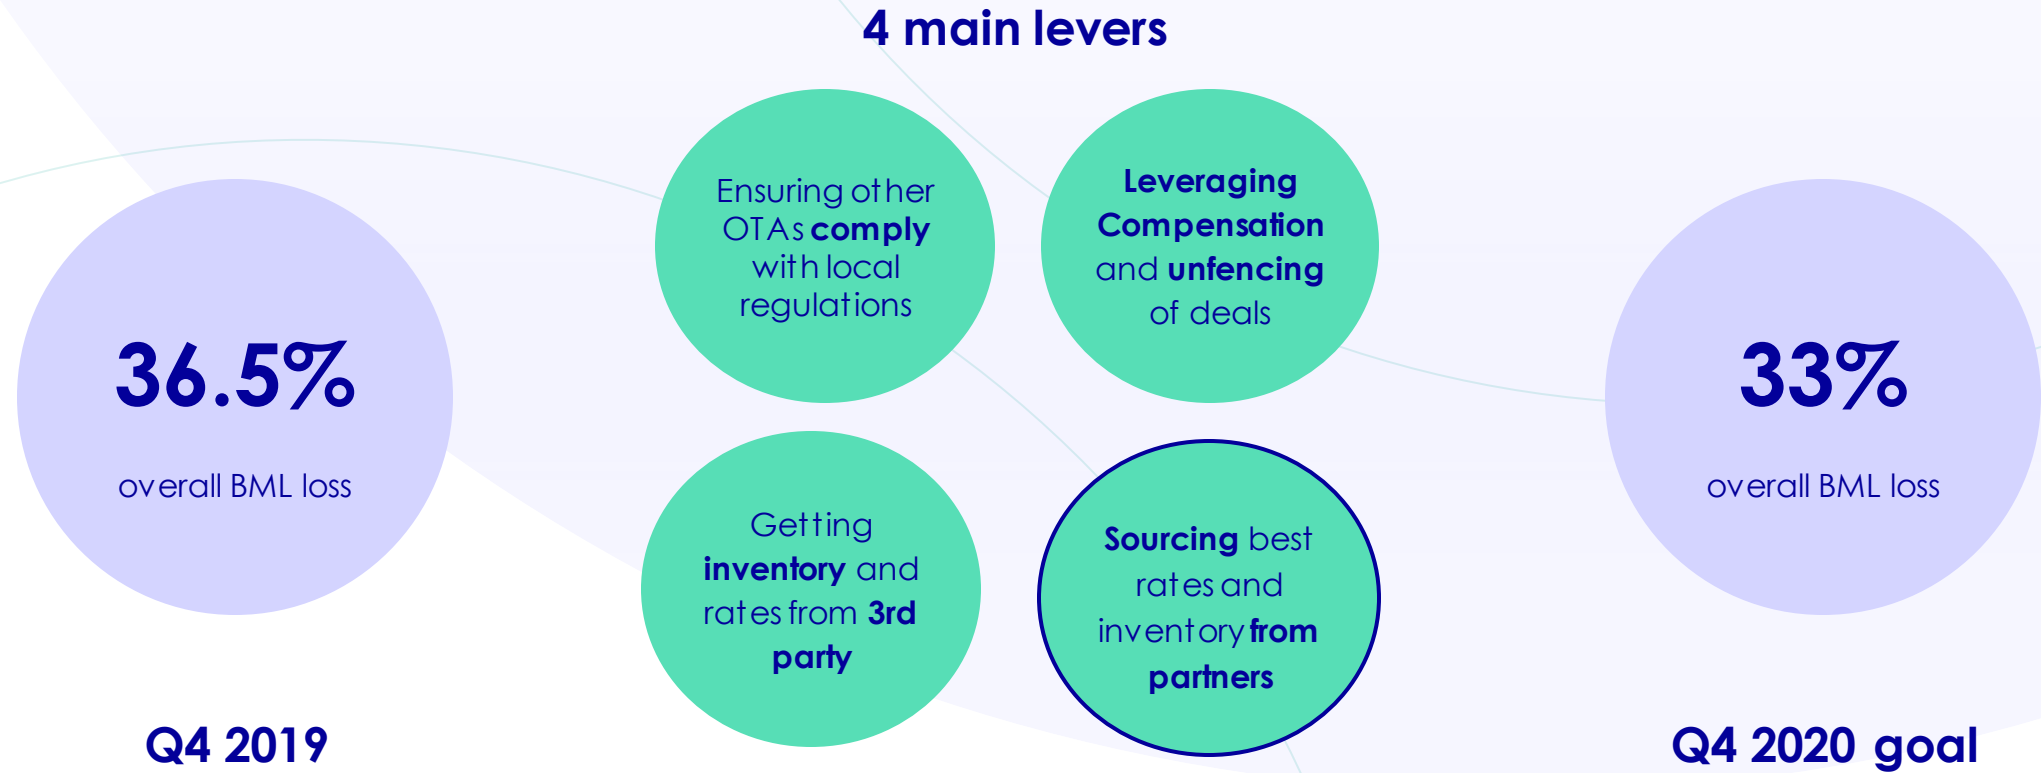 4 main levers
36.5%
overall BML loss
Q4 2019
Ensuring other
OTAs comply
with local
regulations
Leveraging
Compensation
and unfencing
of deals
Getting
inventory and
rates from 3rd
party
Sourcing best
rates and
inventory from
partners
33%
overall BML loss
Q4 2020 goal